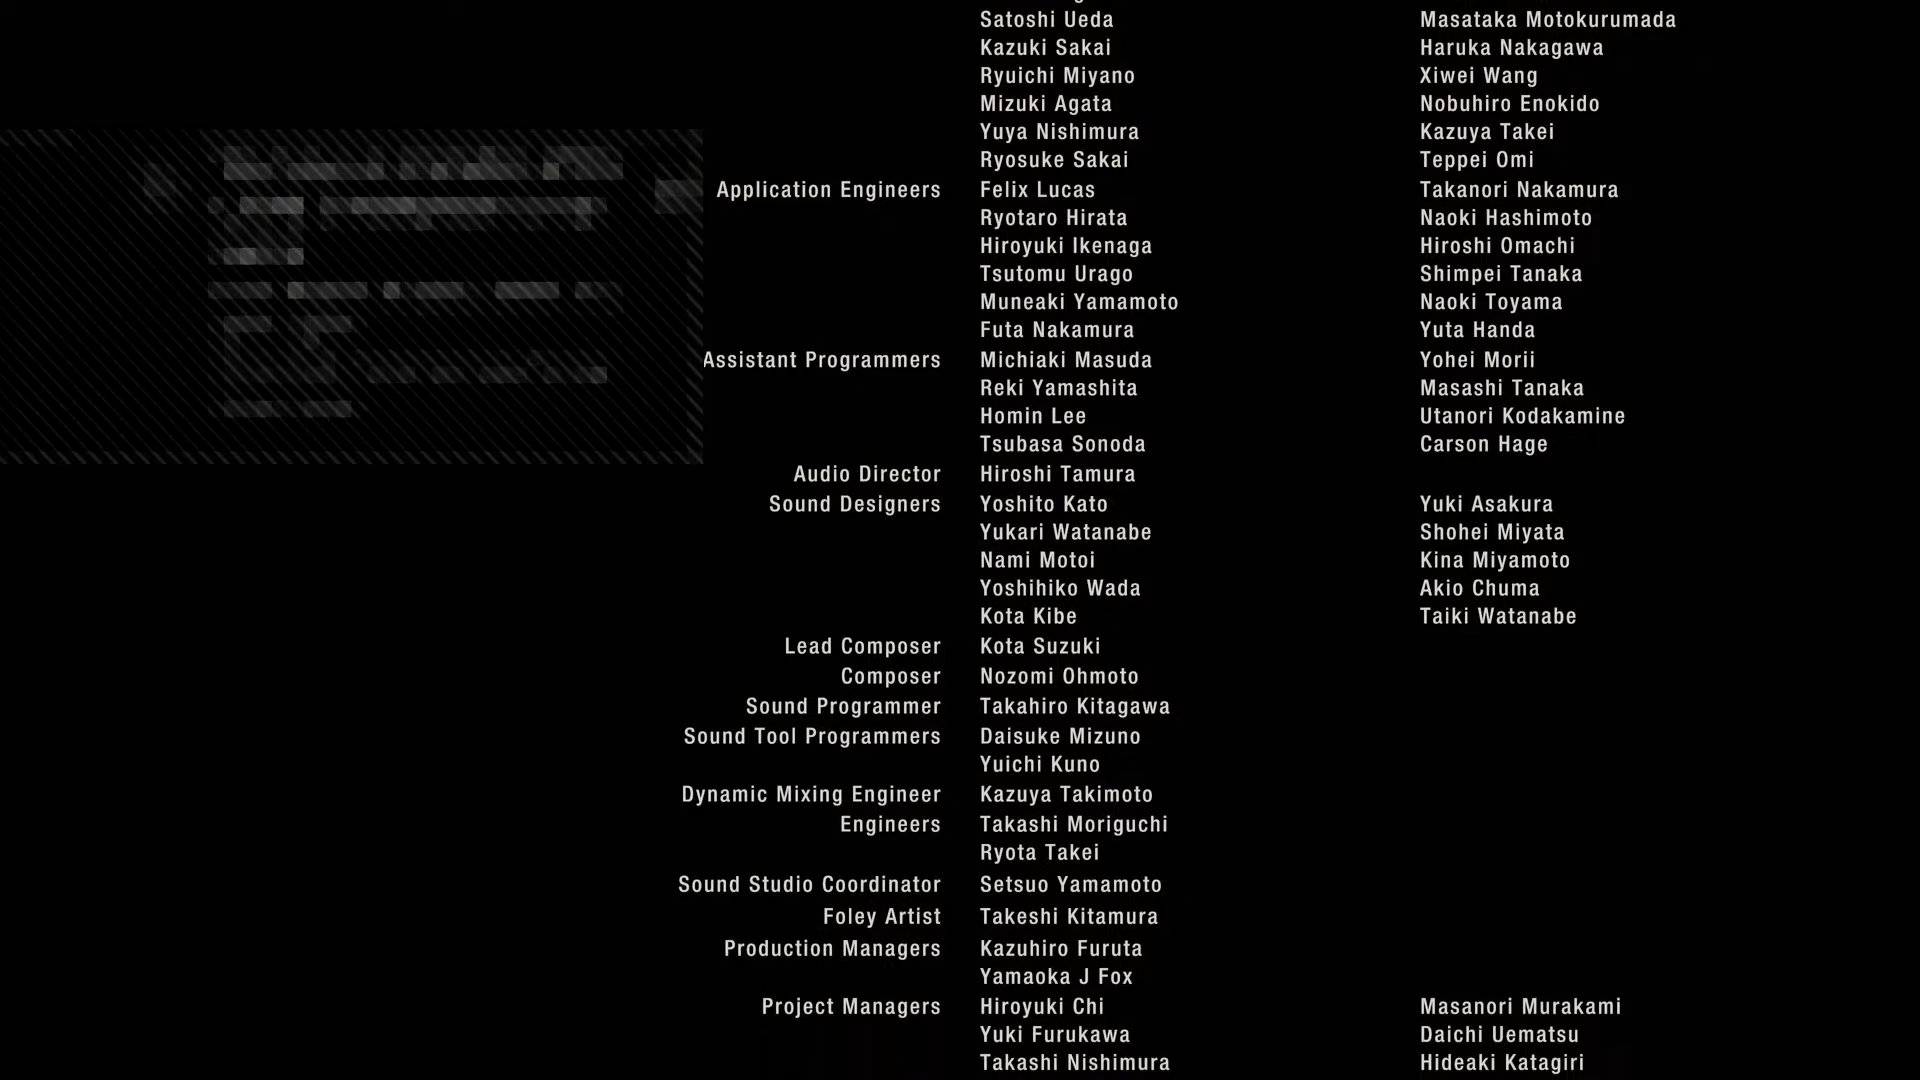 Satoshi Ueda Masataka Motokurumada
Kazuki Sakai Haruka Nakagawa
Ryuichi Miyano Xiwei Wang
Mizuki Agata Nobuhiro Enokido
Yuya Nishimura Kazuya Takei
Ryosuke Sakai Teppei Omi
Application Engineers Felix Lucas Takanori Nakamura
Ryotaro Hirata Naoki Hashimoto
Hiroyuki Ikenaga Hiroshi Omachi
Tsutomu Urago Shimpei Tanaka
Muneaki Yamamoto Naoki Toyama
Futa Nakamura Yuta Handa
Assistant Programmers Michiaki Masuda Yohei Morii
Reki Yamashita Masashi Tanaka
Homin Lee Utanori Kodakamine
Tsubasa Sonoda Carson Hage
Audio Director Hiroshi Tamura
Sound Designers Yoshito Kato Yuki Asakura
Yukari Watanabe Shohei Miyata
Nami Motoi Kina Miyamoto
Yoshihiko Wada Akio Chuma
Kota Kibe Taiki Watanabe
Lead Composer Kota Suzuki
Composer Nozomi Ohmoto
Sound Programmer Takahiro Kitagawa
Sound Tool Programmers Daisuke Mizuno
Yuichi Kuno
Dynamic Mixing Engineer Kazuya Takimoto
Engineers Takashi Moriguchi
Ryota Takei
Sound Studio Coordinator Setsuo Yamamoto
Foley Artist Takeshi Kitamura
Production Managers Kazuhiro Furuta
Yamaoka J Fox
Project Managers Hiroyuki Chi Masanori Murakami
Yuki Furukawa Daichi Uematsu
Takashi Nishimura Hideaki Katagiri